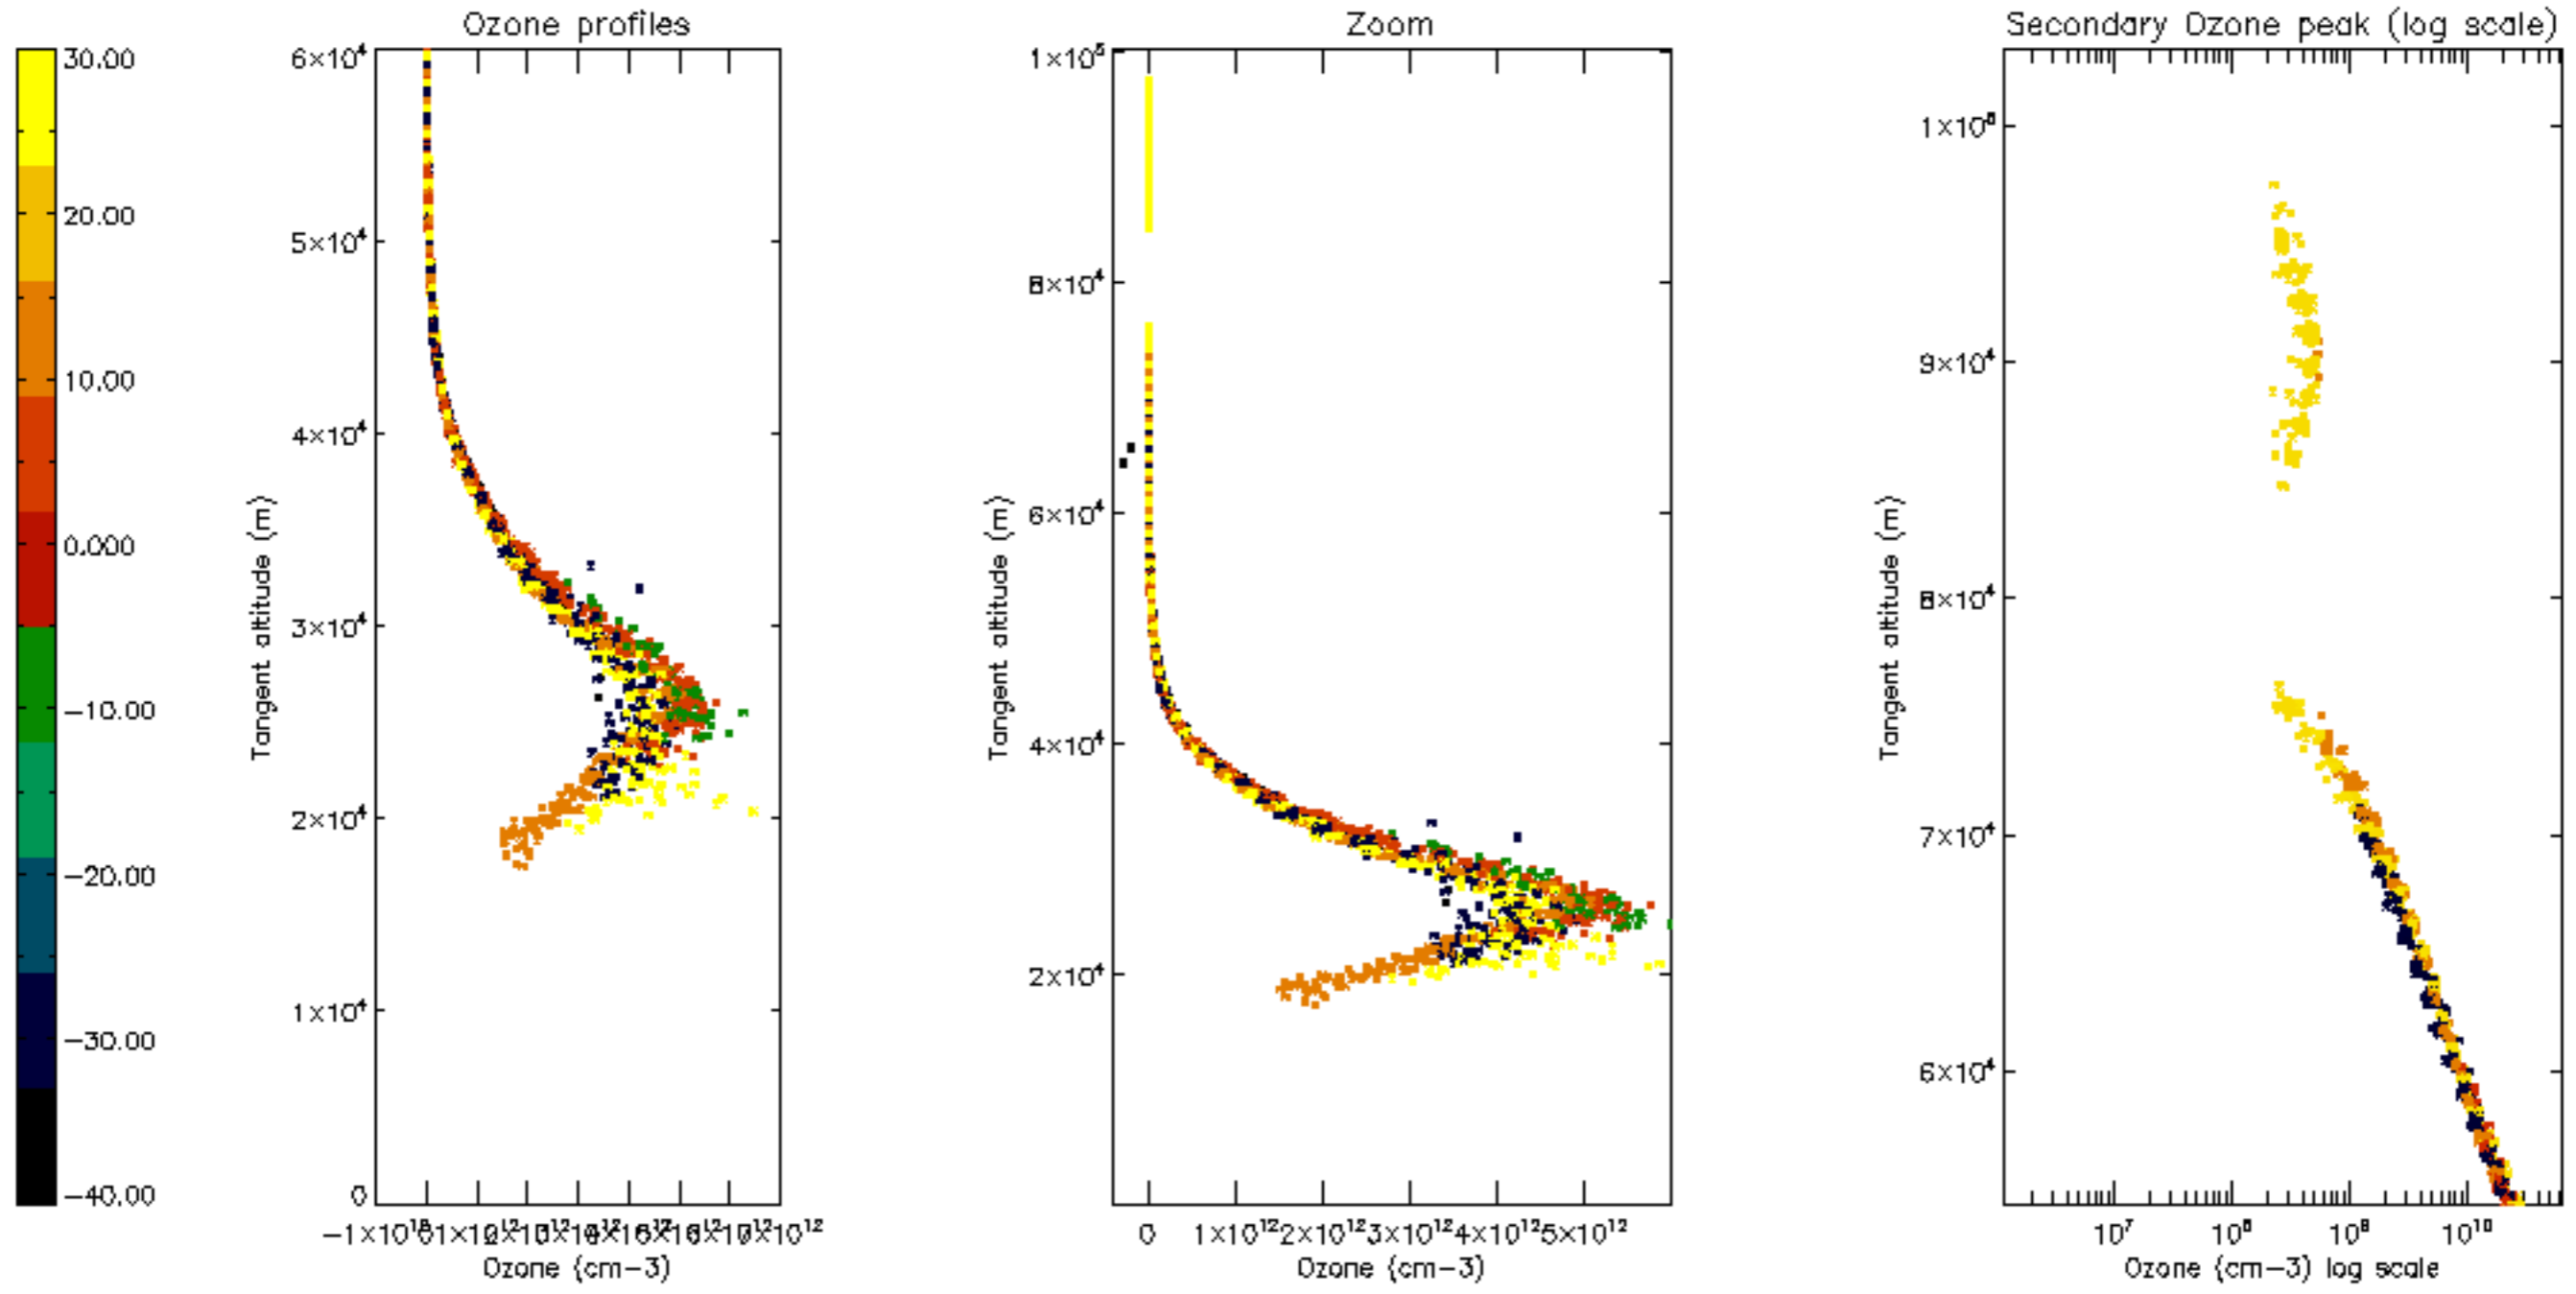 Ozone profiles
Zoom
Secondary Ozone peak (log scale)
30.00
20.00
10.00
0.000
-10.00
-20.00
-30.00
-40.00
6×10⁴
5×10⁴
4×10⁴
3×10⁴
2×10⁴
1×10⁴
0
Tangent altitude (m)
Ozone (cm-3)
1×10⁵
8×10⁴
6×10⁴
4×10⁴
2×10⁴
Tangent altitude (m)
0 1×10¹² 2×10¹² 3×10¹² 4×10¹² 5×10¹²
Ozone (cm-3)
1×10⁵
9×10⁴
8×10⁴
7×10⁴
6×10⁴
Tangent altitude (m)
10⁷ 10⁸ 10⁹ 10¹⁰
Ozone (cm-3) log scale